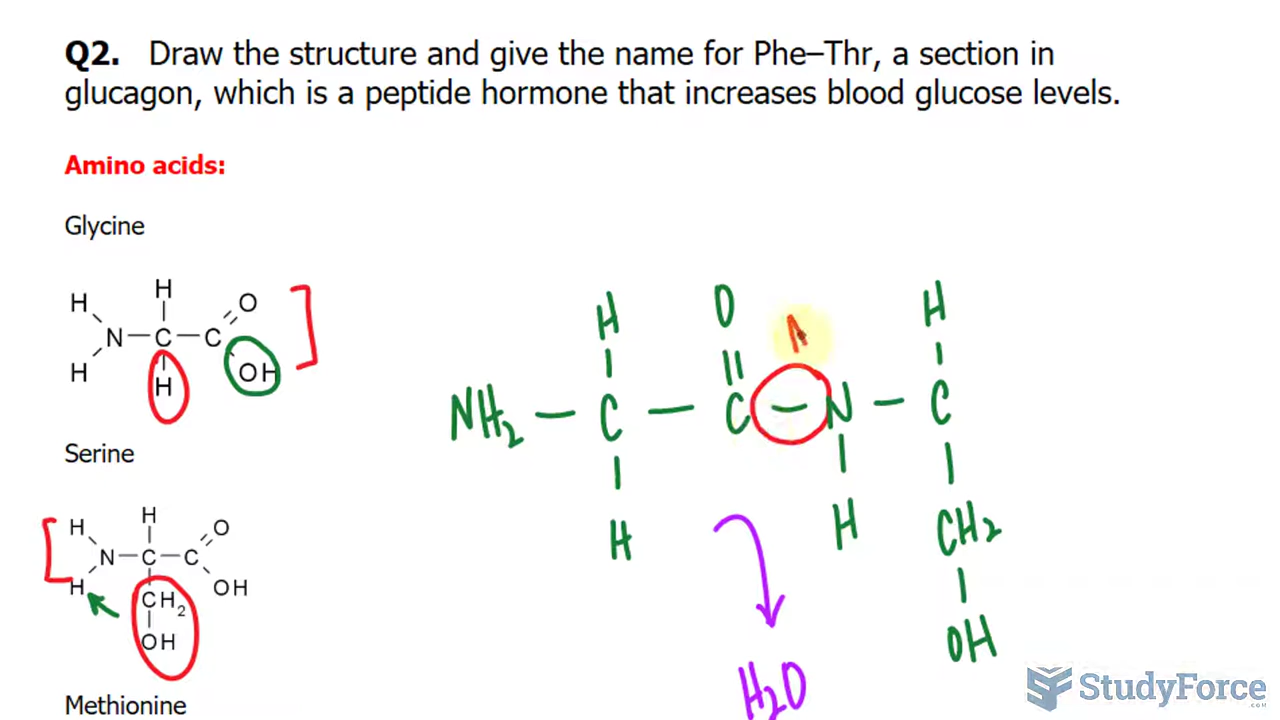 Q2. Draw the structure and give the name for Phe–Thr, a section in
glucagon, which is a peptide hormone that increases blood glucose levels.
Amino acids:
Glycine
H H O
N – C – C
H H OH
Serine
H H O
N – C – C
H CH2 OH
OH
Methionine
H O H
NH2 – C – C – N – C
H H CH2
OH
H2O
StudyForce
.com